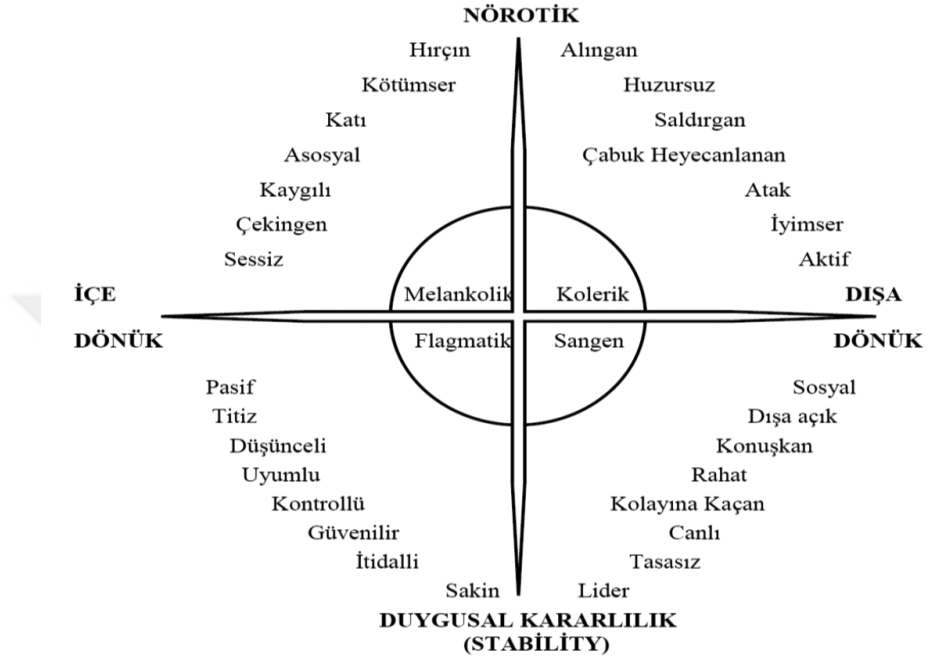 NÖROTİK
Hırçın Alıngan
Kötümser Huzursuz
Katı Saldırgan
Asosyal Çabuk Heyecanlanan
Kaygılı Atak
Çekingen İyimser
Sessiz Aktif
İÇE Melankolik Kolerik DIŞA
DÖNÜK Flagmatik Sangen DÖNÜK
Pasif Sosyal
Titiz Dışa açık
Düşünceli Konuşkan
Uyumlu Rahat
Kontrollü Kolayına Kaçan
Güvenilir Canlı
İtidalli Tasasız
Sakin Lider
DUYGUSAL KARARLILIK
(STABİLİTY)